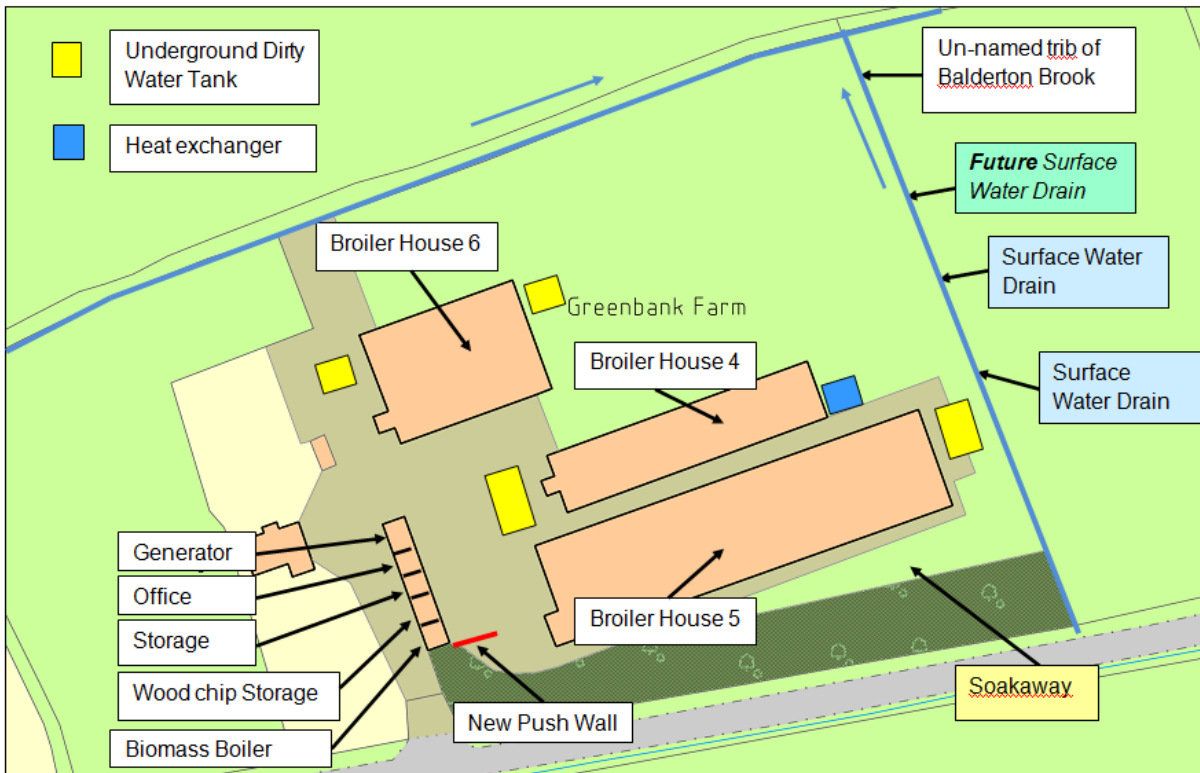 Underground Dirty
Water Tank
Heat exchanger
Un-named trib of
Balderton Brook
Future Surface
Water Drain
Broiler House 6
Surface Water
Drain
Greenbank Farm
Broiler House 4
Surface
Water Drain
Generator
Office
Storage
Wood chip Storage
Biomass Boiler
Broiler House 5
New Push Wall
Soakaway